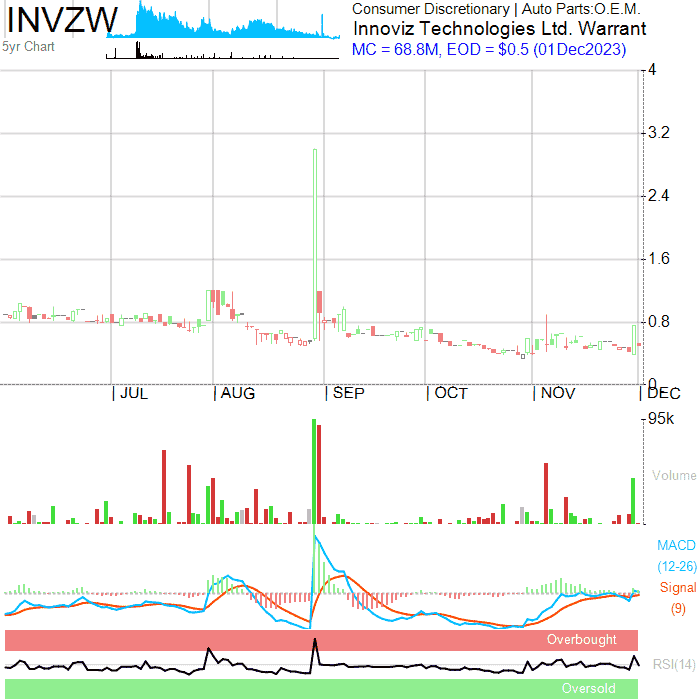 INVZW
5yr Chart
Consumer Discretionary | Auto Parts:O.E.M.
Innoviz Technologies Ltd. Warrant
MC = 68.8M, EOD = $0.5 (01Dec2023)
4
3.2
2.4
1.6
0.8
0
| JUL | AUG | SEP | OCT | NOV | DEC
95k
Volume
MACD
(12-26)
Signal
(9)
Overbought
RSI(14)
Oversold